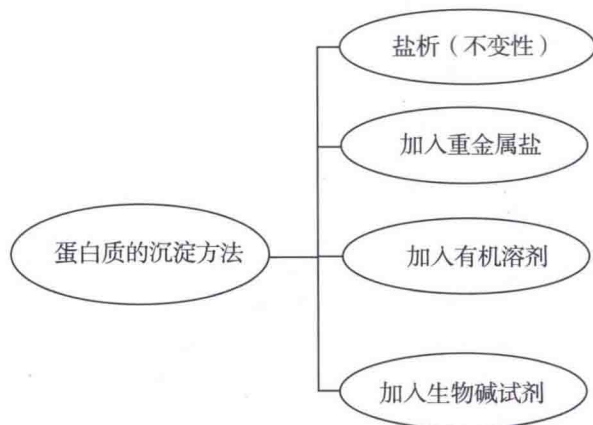 盐析（不变性）
加入重金属盐
蛋白质的沉淀方法
加入有机溶剂
加入生物碱试剂